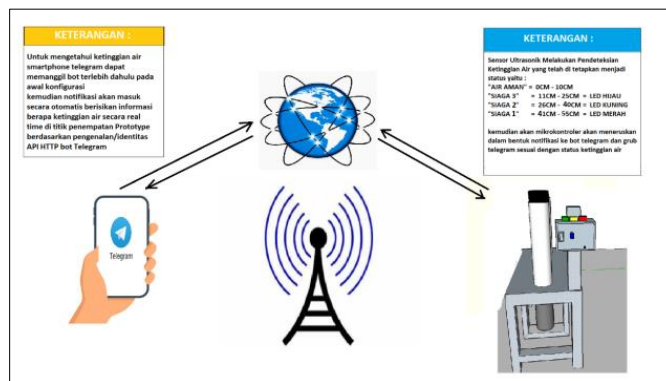 KETERANGAN :
Untuk mengetahui ketinggian air
smartphone telegram dapat
memanggil bot terlebih dahulu pada
awal konfigurasi
kemudian notifikasi akan masuk
secara otomatis berisikan informasi
berapa ketinggian air secara real
time di titik penempatan Prototype
berdasarkan pengenalan/identitas
API HTTP bot Telegram
KETERANGAN :
Sensor Ultrasonik Melakukan Pendeteksian
Ketinggian Air yang telah di tetapkan menjadi
status yaitu :
"AIR AMAN" = 0CM - 10CM
"SIAGA 3" = 11CM - 25CM = LED HIJAU
"SIAGA 2" = 26CM - 40CM = LED KUNING
"SIAGA 1" = 41CM - 55CM = LED MERAH
kemudian akan mikrokontroler akan meneruskan
dalam bentuk notifikasi ke bot telegram dan grub
telegram sesuai dengan status ketinggian air
Telegram